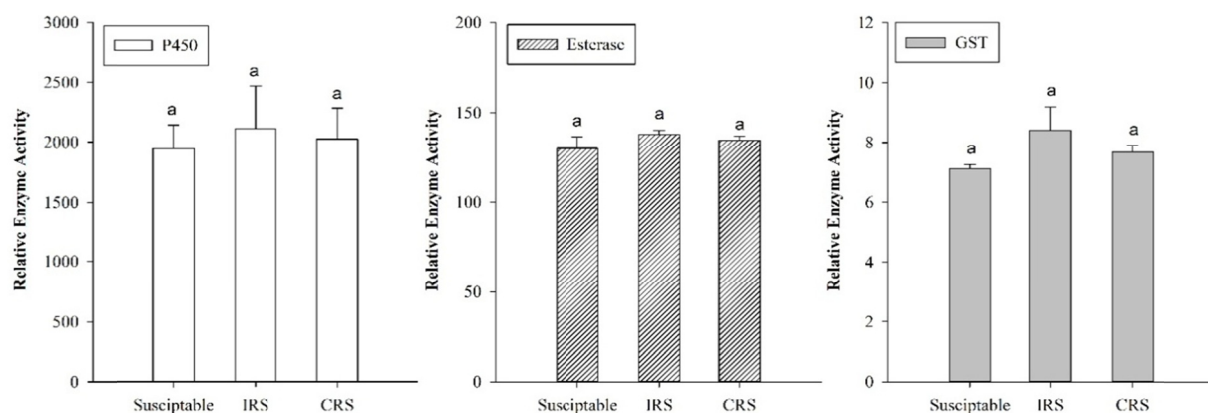 P450
Relative Enzyme Activity
3000
2500
2000
1500
1000
500
0
a
a
a
Susciptable IRS CRS
Esterase
Relative Enzyme Activity
200
150
100
50
0
a
a
a
Susciptable IRS CRS
GST
Relative Enzyme Activity
12
10
8
6
4
2
0
a
a
a
Susciptable IRS CRS